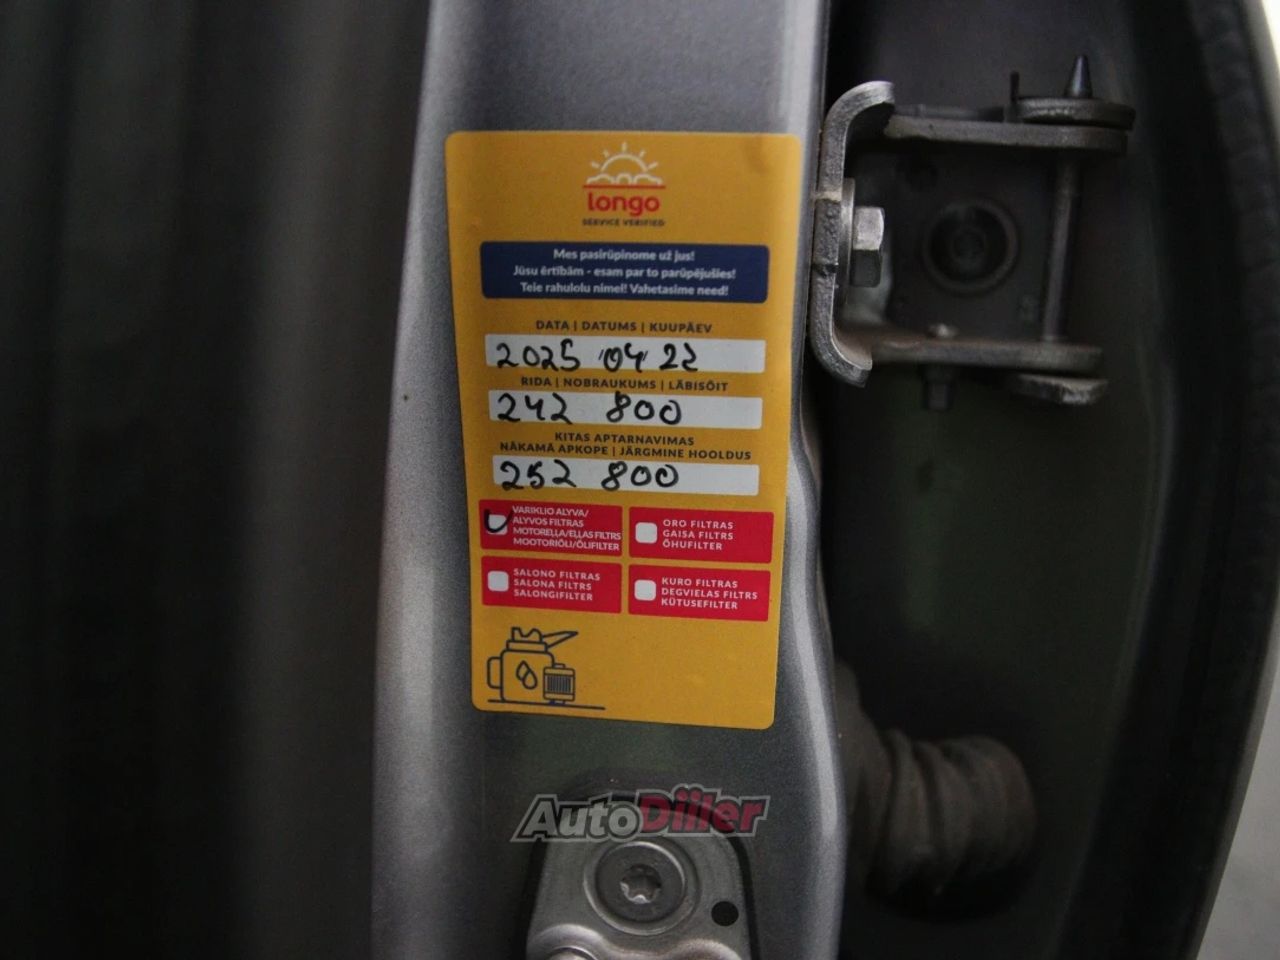 longo
SERVICE VERIFIED
Mes pasirūpinome už jus!
Jūsu ērtībām - esam par to parūpējušies!
Teie rahulolu nimel! Vahetasime need!
DATA | DATUMS | KUUPÄEV
2025 04 22
RIDA | NOBRAUKUMS | LÄBISÕIT
242 800
KITAS APTARNAVIMAS
NĀKAMĀ APKOPE | JÄRGMINE HOOLDUS
252 800
VARIKLIO ALYVA/
ALYVOS FILTRAS
MOTOREĻĻA/EĻĻAS FILTRS
MOOTORIÕLI/ÕLIFILTER
ORO FILTRAS
GAISA FILTRS
ÕHUFILTER
SALONO FILTRAS
SALONA FILTRS
SALONGIFILTER
KURO FILTRAS
DEGVIELAS FILTRS
KÜTUSEFILTER
AutoDiiler